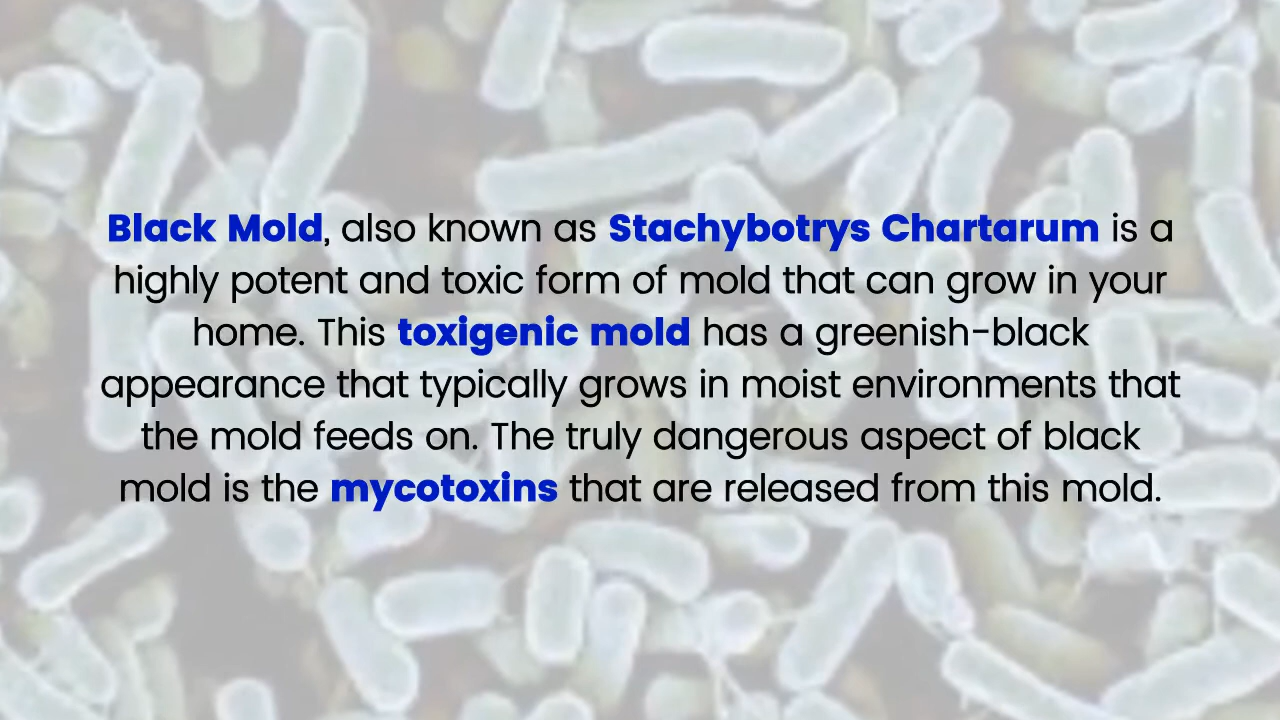 Black Mold, also known as Stachybotrys Chartarum is a
highly potent and toxic form of mold that can grow in your
home. This toxigenic mold has a greenish-black
appearance that typically grows in moist environments that
the mold feeds on. The truly dangerous aspect of black
mold is the mycotoxins that are released from this mold.